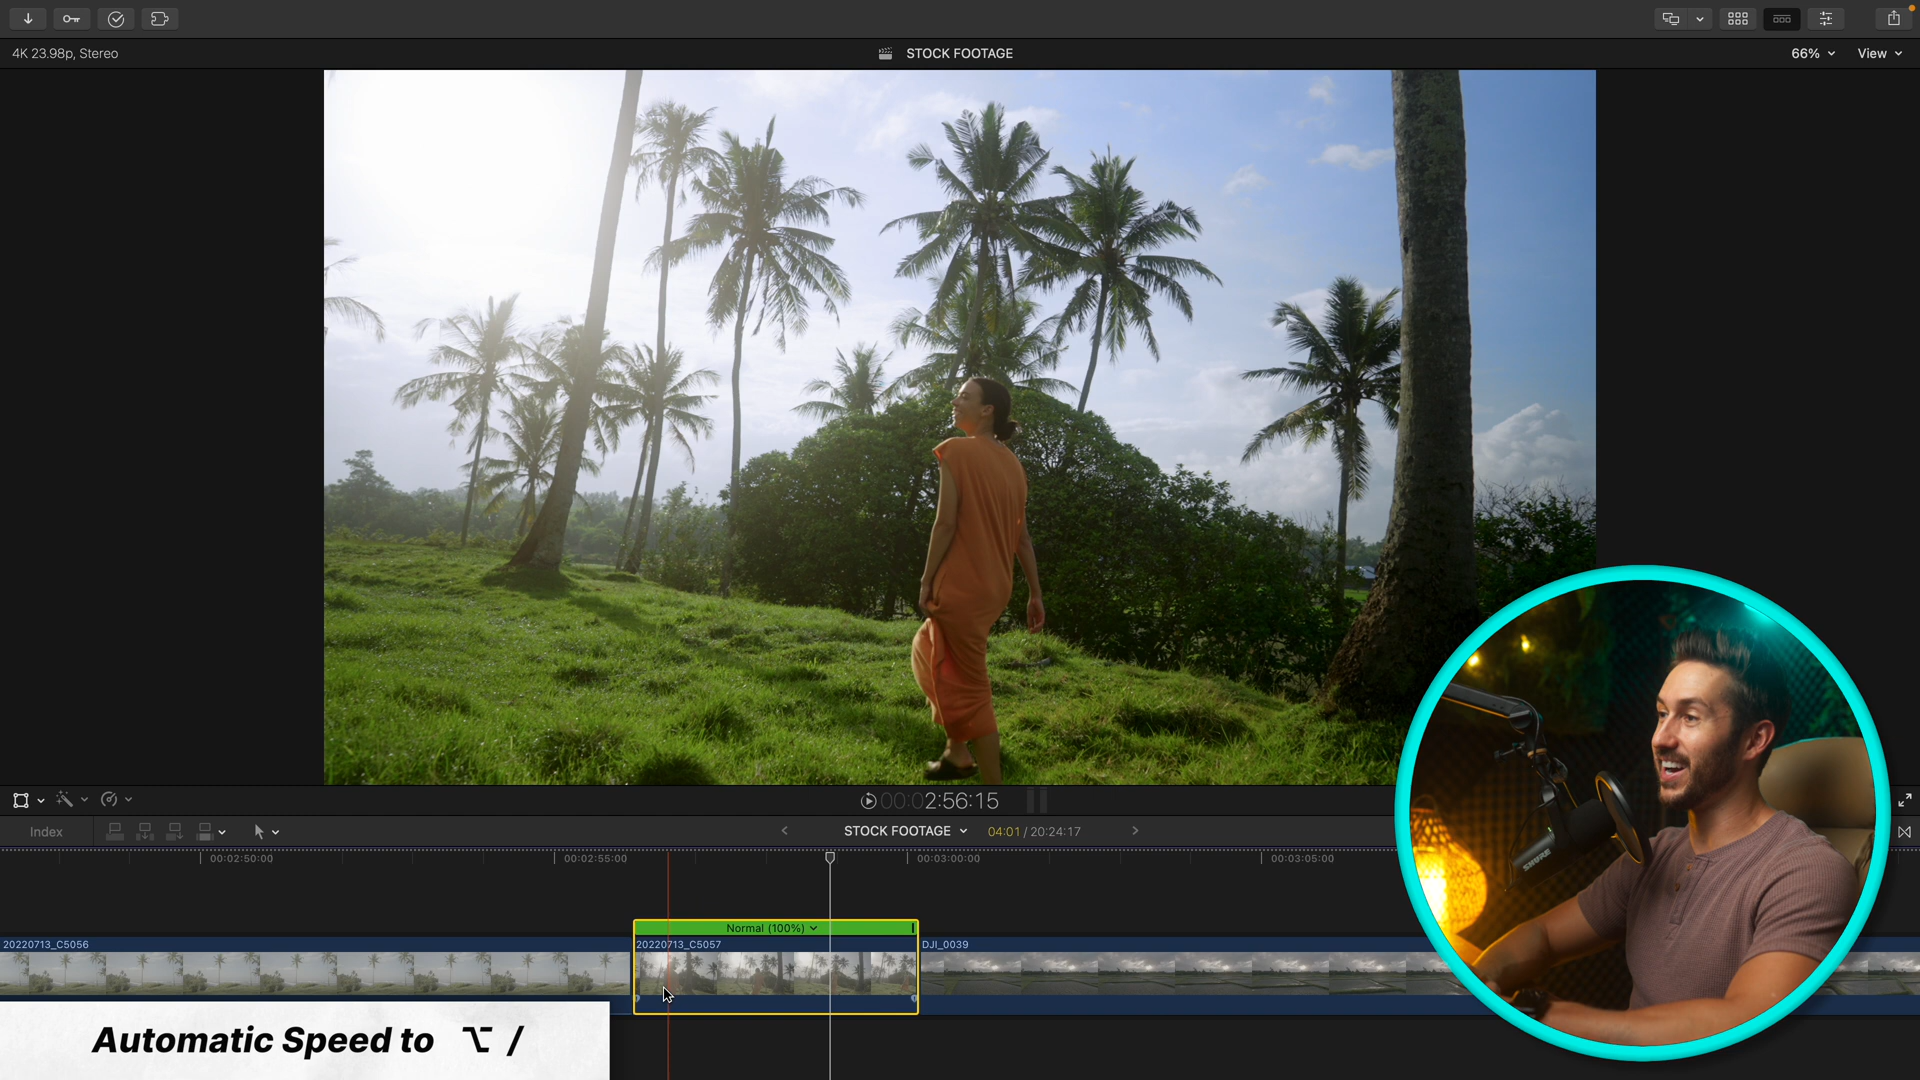 4K 23.98p, Stereo
STOCK FOOTAGE
66%
View
00:02:56:15
Index
STOCK FOOTAGE
04:01 / 20:24:17
00:02:50:00
00:02:55:00
00:03:00:00
00:03:05:00
Normal (100%)
20220713_C5056
20220713_C5057
DJI_0039
SHURE
Automatic Speed to ⌥ /